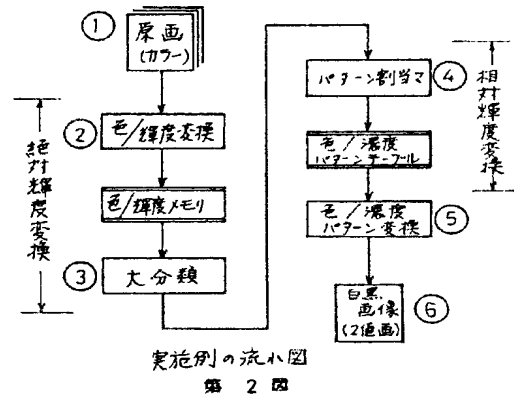 ①
原画
(カラー)
絶対輝度変換
②
色/輝度変換
色/輝度メモリ
③
大分類
④
パターン割当マ
色/濃度
パターンテーブル
相対輝度変換
⑤
色/濃度
パターン変換
⑥
白黒
画像
(2値画)
実施例の流れ図
第 2 図